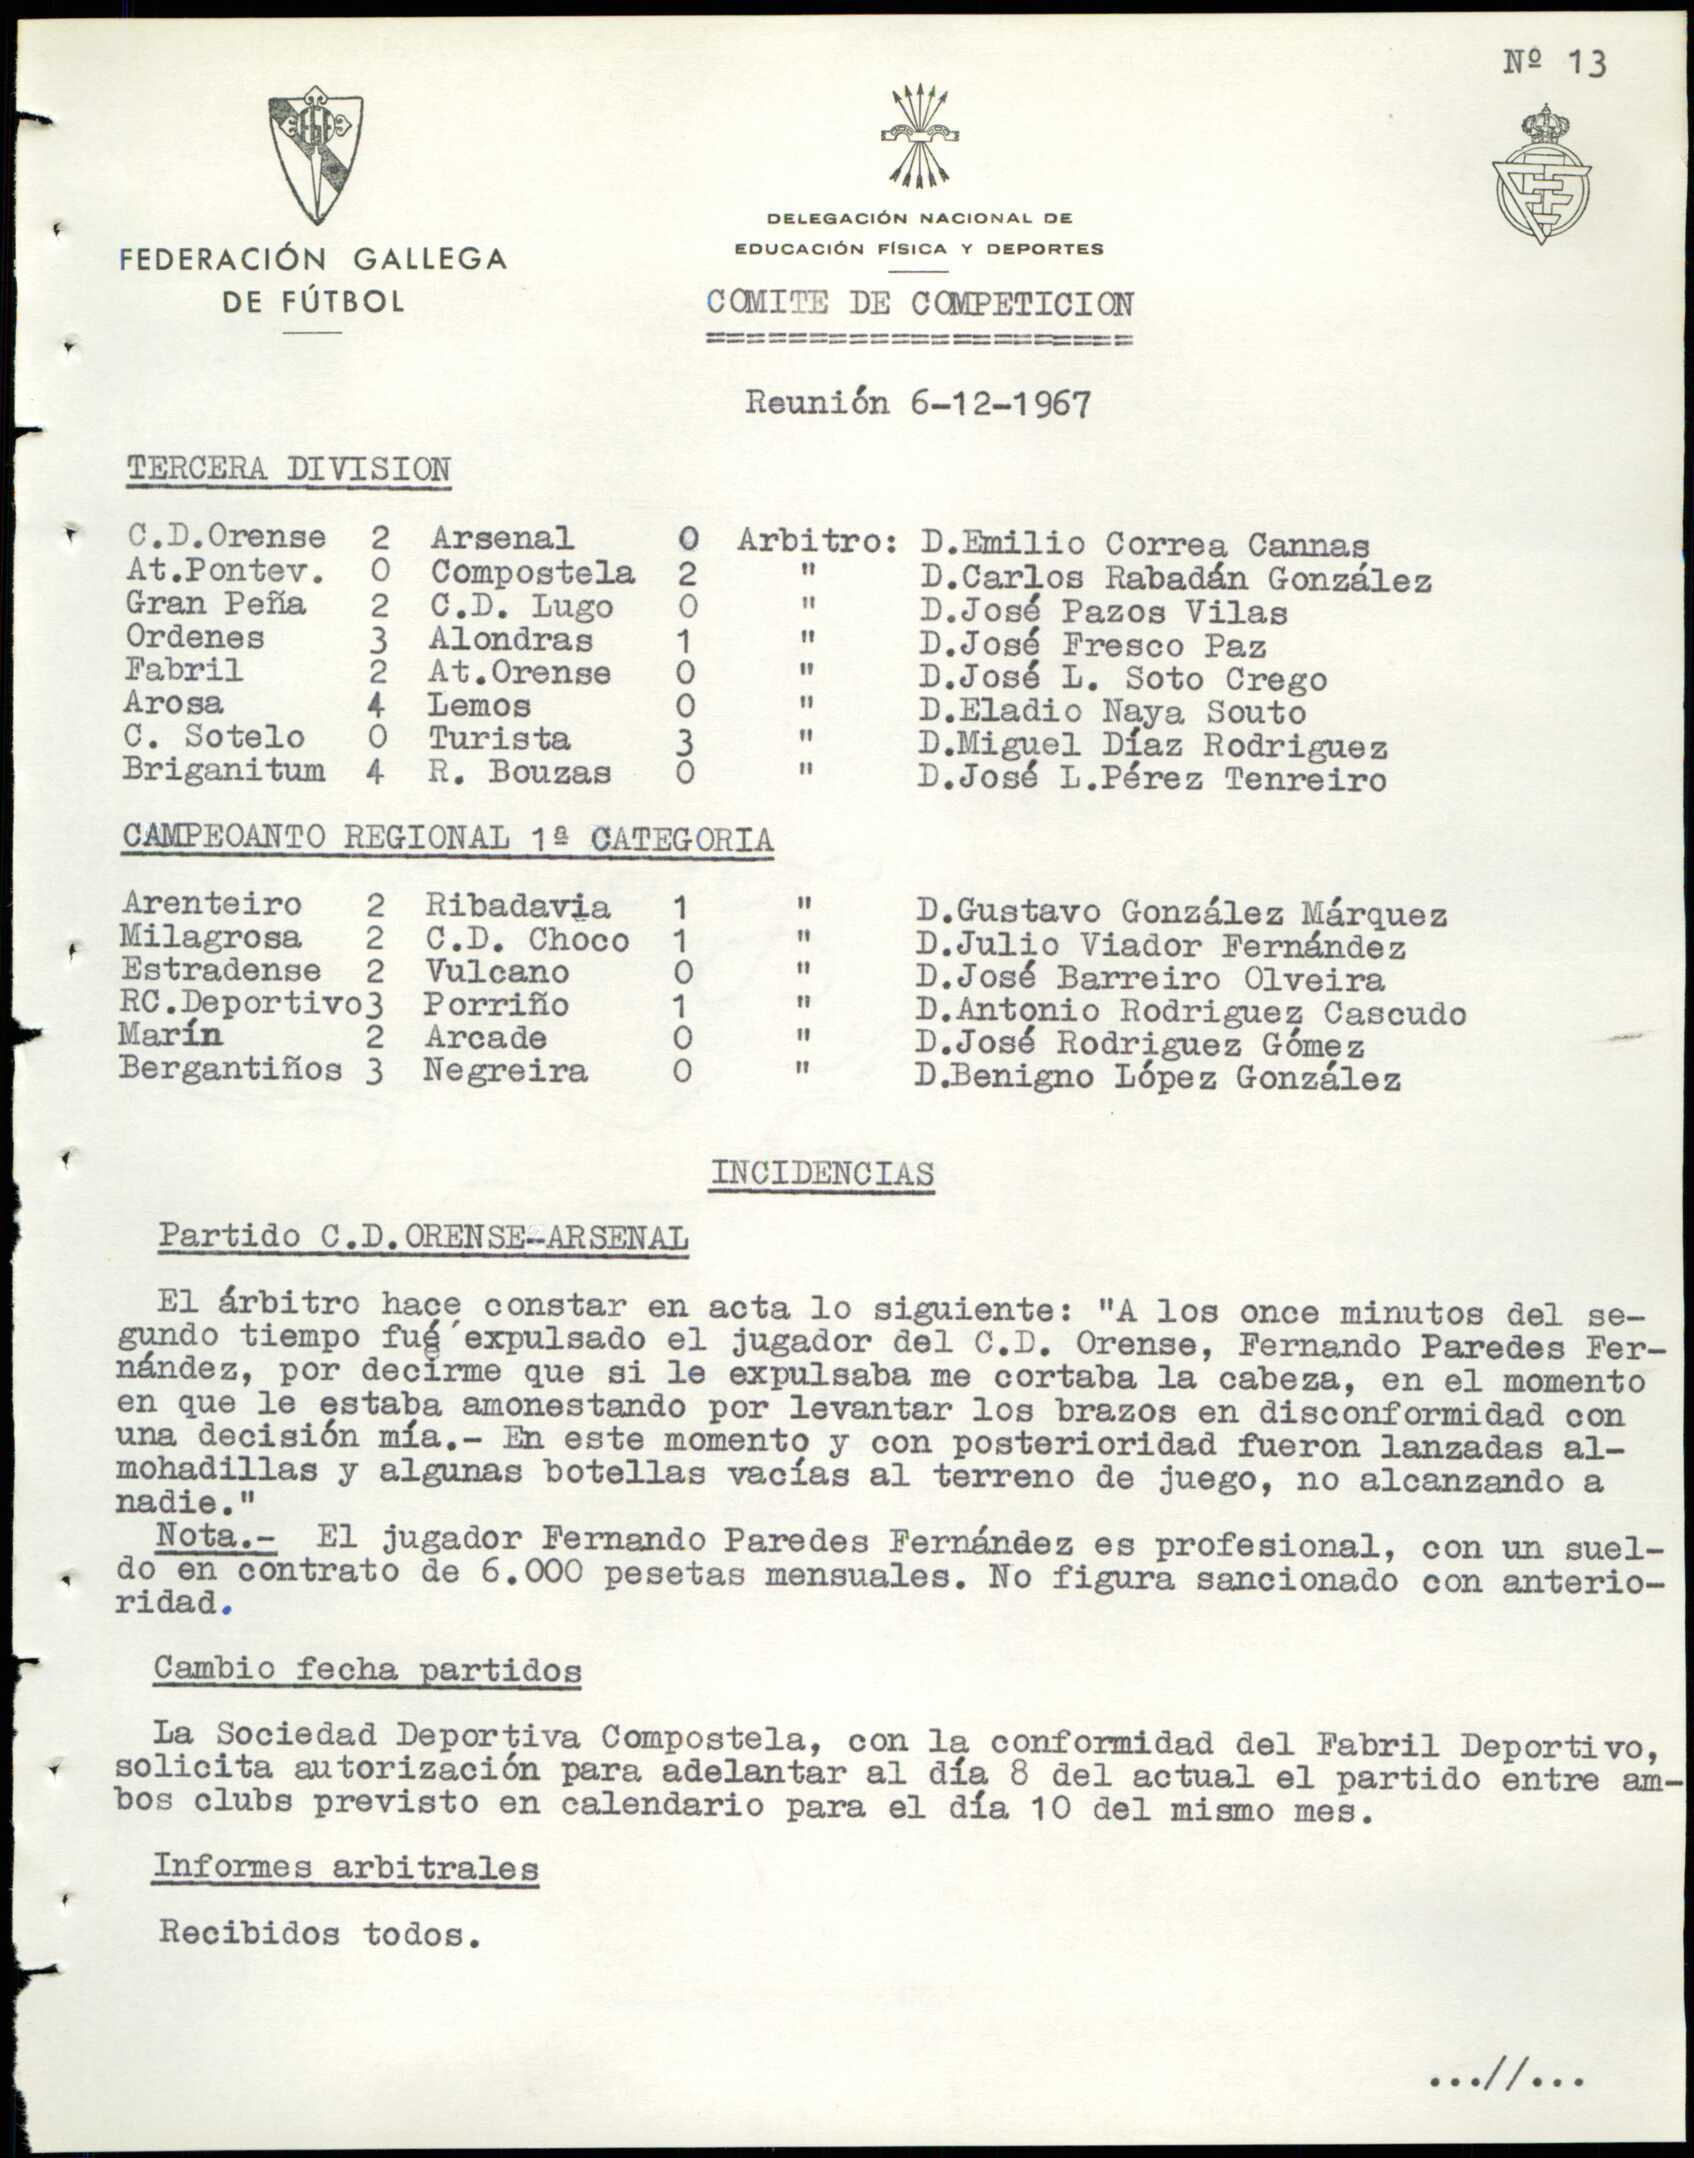 Nº 13
FEDERACIÓN GALLEGA
DE FÚTBOL
DELEGACIÓN NACIONAL DE
EDUCACIÓN FÍSICA Y DEPORTES
COMITE DE COMPETICION
=====================
Reunión 6-12-1967
TERCERA DIVISION
C.D.Orense 2 Arsenal 0 Arbitro: D.Emilio Correa Cannas
At.Pontev. 0 Compostela 2 " D.Carlos Rabadán González
Gran Peña 2 C.D. Lugo 0 " D.José Pazos Vilas
Ordenes 3 Alondras 1 " D.José Fresco Paz
Fabril 2 At.Orense 0 " D.José L. Soto Crego
Arosa 4 Lemos 0 " D.Eladio Naya Souto
C. Sotelo 0 Turista 3 " D.Miguel Díaz Rodriguez
Briganitum 4 R. Bouzas 0 " D.José L.Pérez Tenreiro
CAMPEOANTO REGIONAL 1ª CATEGORIA
Arenteiro 2 Ribadavia 1 " D.Gustavo González Márquez
Milagrosa 2 C.D. Choco 1 " D.Julio Viador Fernández
Estradense 2 Vulcano 0 " D.José Barreiro Olveira
RC.Deportivo3 Porriño 1 " D.Antonio Rodriguez Cascudo
Marín 2 Arcade 0 " D.José Rodriguez Gómez
Bergantiños 3 Negreira 0 " D.Benigno López González
INCIDENCIAS
Partido C.D.ORENSE-ARSENAL
El árbitro hace constar en acta lo siguiente: "A los once minutos del se-
gundo tiempo fué expulsado el jugador del C.D. Orense, Fernando Paredes Fer-
nández, por decirme que si le expulsaba me cortaba la cabeza, en el momento
en que le estaba amonestando por levantar los brazos en disconformidad con
una decisión mía.- En este momento y con posterioridad fueron lanzadas al-
mohadillas y algunas botellas vacías al terreno de juego, no alcanzando a
nadie."
Nota.- El jugador Fernando Paredes Fernández es profesional, con un suel-
do en contrato de 6.000 pesetas mensuales. No figura sancionado con anterio-
ridad.
Cambio fecha partidos
La Sociedad Deportiva Compostela, con la conformidad del Fabril Deportivo,
solicita autorización para adelantar al día 8 del actual el partido entre am-
bos clubs previsto en calendario para el día 10 del mismo mes.
Informes arbitrales
Recibidos todos.
...//...